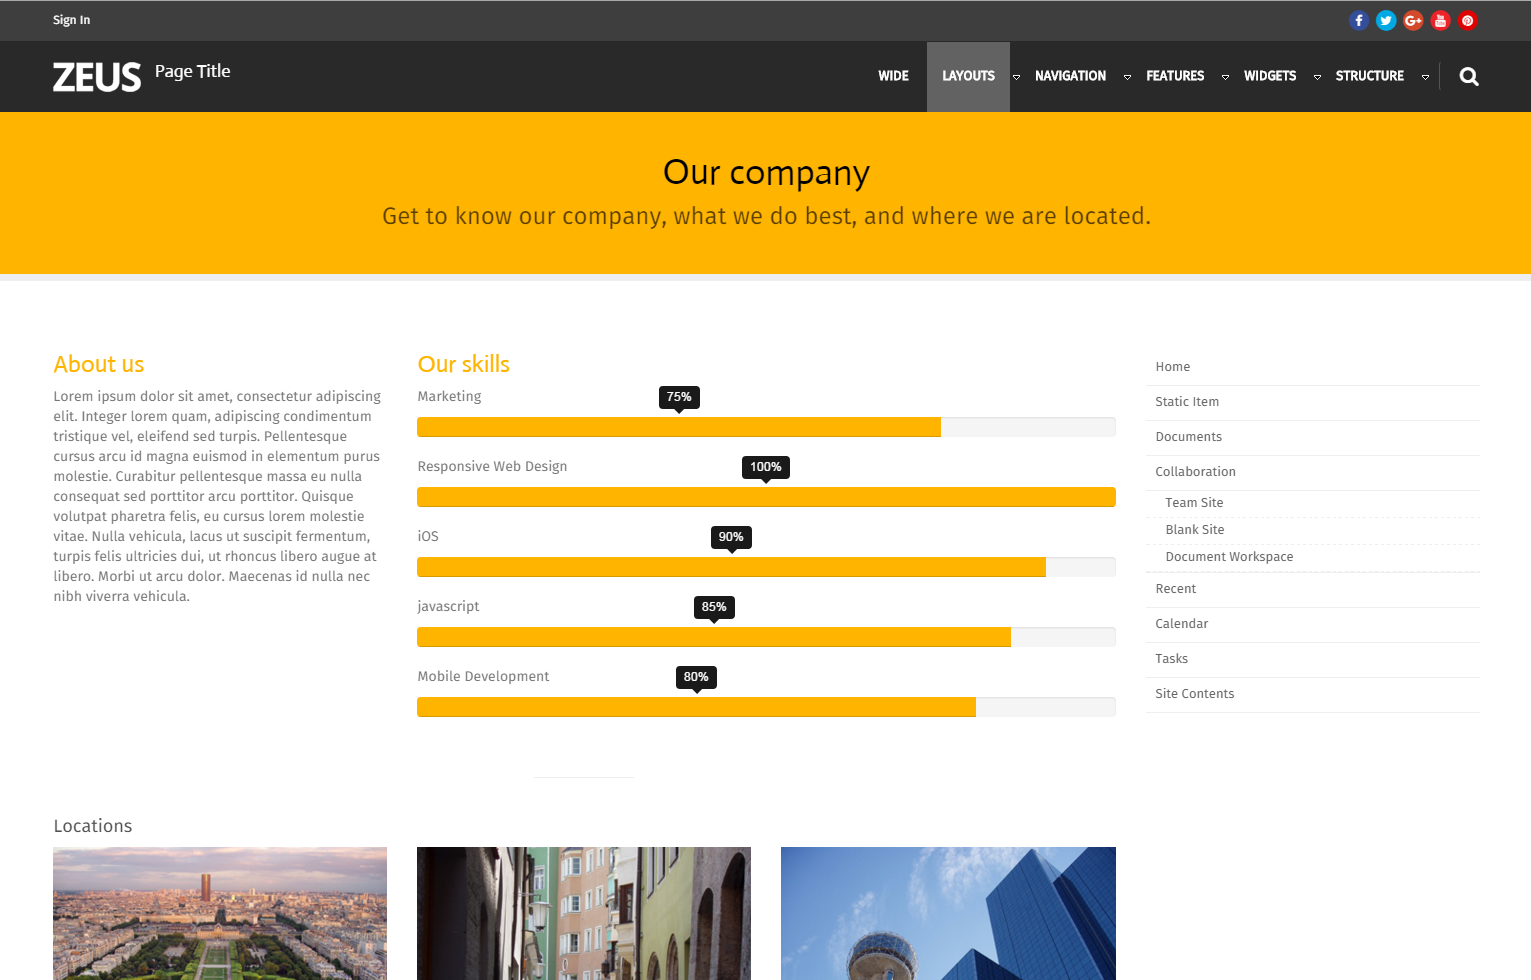 Sign In
ZEUS Page Title
WIDE LAYOUTS NAVIGATION FEATURES WIDGETS STRUCTURE
Our company
Get to know our company, what we do best, and where we are located.
About us
Lorem ipsum dolor sit amet, consectetur adipiscing
elit. Integer lorem quam, adipiscing condimentum
tristique vel, eleifend sed turpis. Pellentesque
cursus arcu id magna euismod in elementum purus
molestie. Curabitur pellentesque massa eu nulla
consequat sed porttitor arcu porttitor. Quisque
volutpat pharetra felis, eu cursus lorem molestie
vitae. Nulla vehicula, lacus ut suscipit fermentum,
turpis felis ultricies dui, ut rhoncus libero augue at
libero. Morbi ut arcu dolor. Maecenas id nulla nec
nibh viverra vehicula.
Our skills
Marketing 75%
Responsive Web Design 100%
iOS 90%
javascript 85%
Mobile Development 80%
Home
Static Item
Documents
Collaboration
Team Site
Blank Site
Document Workspace
Recent
Calendar
Tasks
Site Contents
Locations